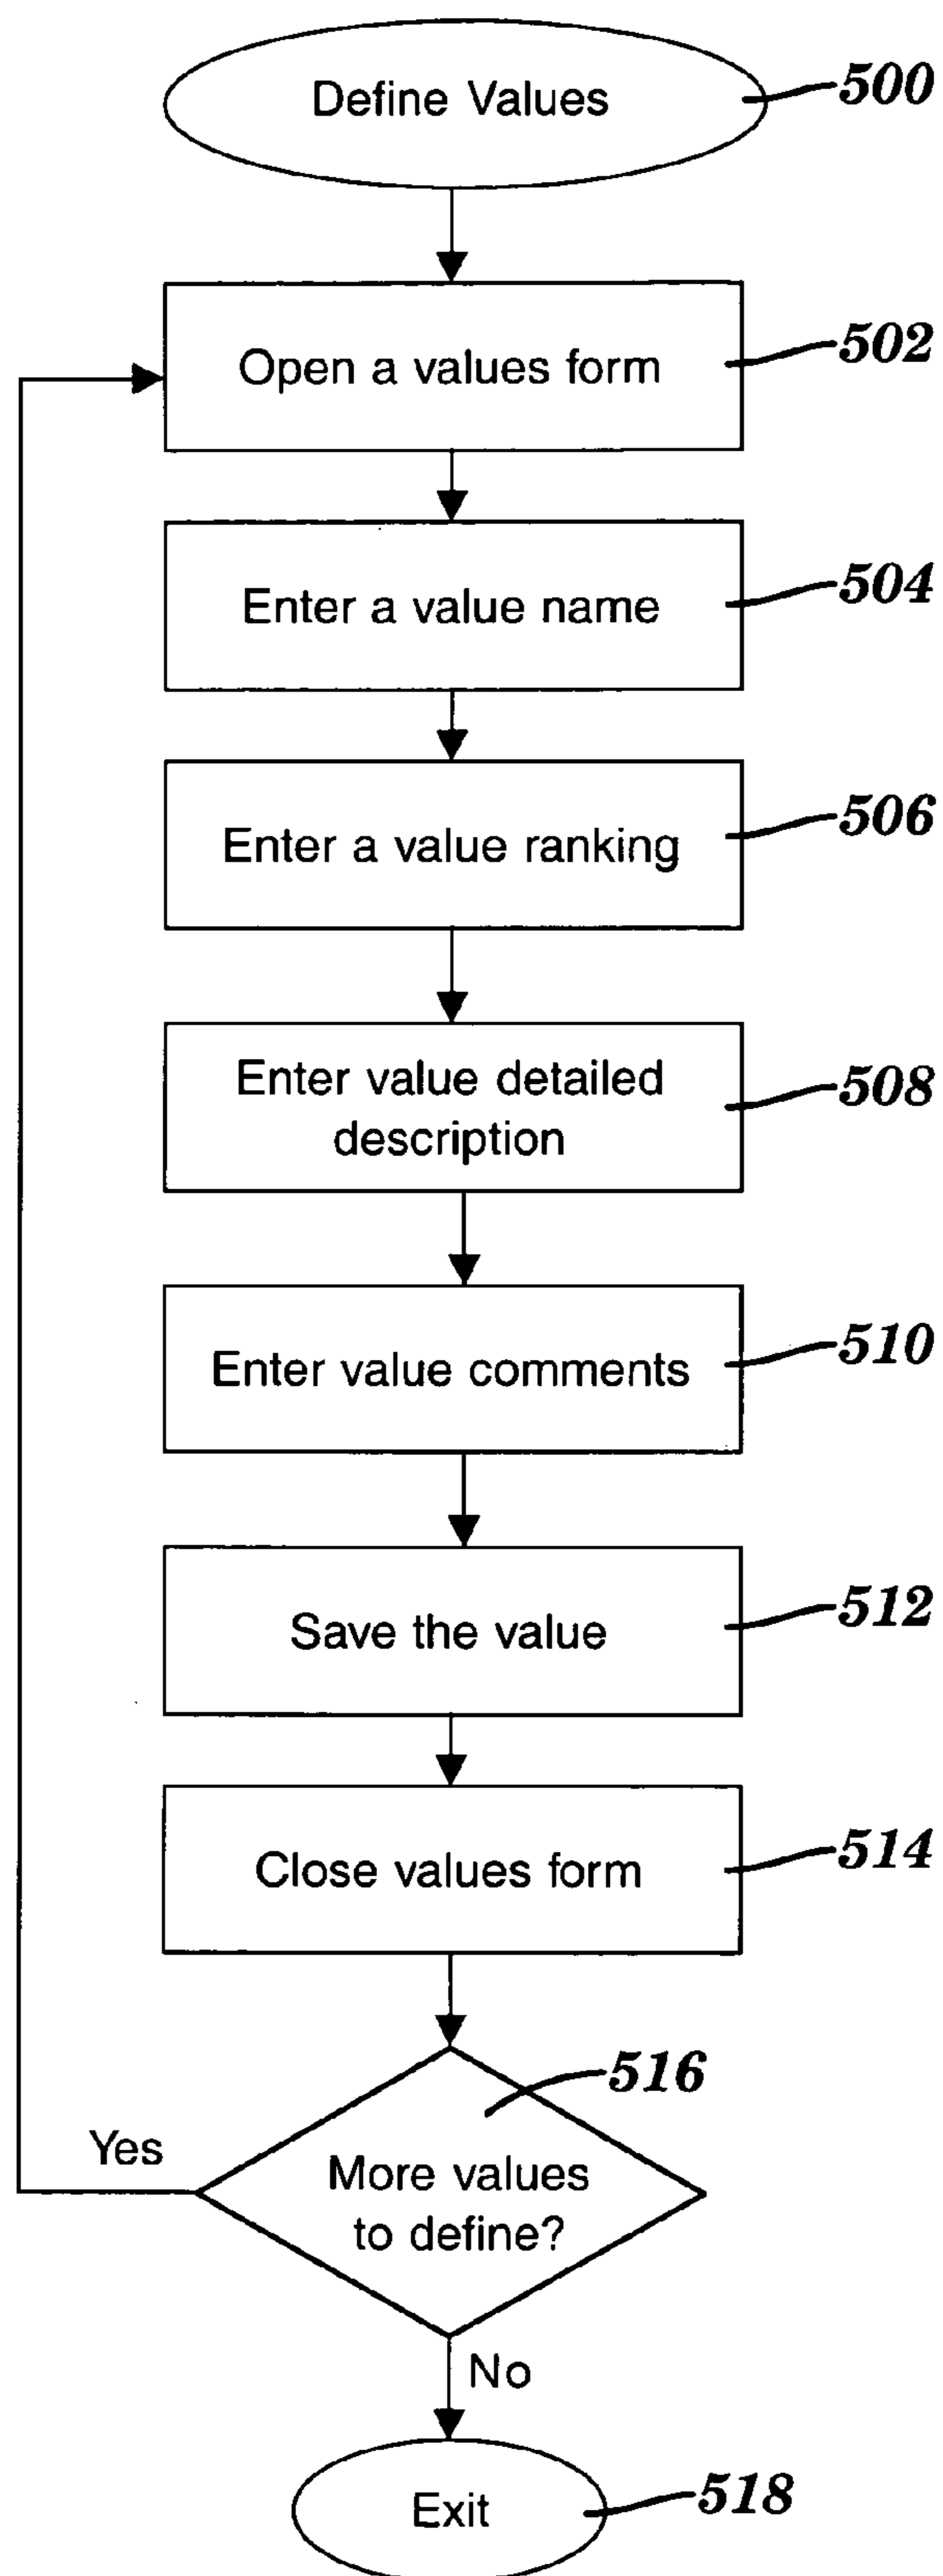 Define Values
500
Open a values form
502
Enter a value name
504
Enter a value ranking
506
Enter value detailed
description
508
Enter value comments
510
Save the value
512
Close values form
514
516
Yes
More values
to define?
No
Exit
518